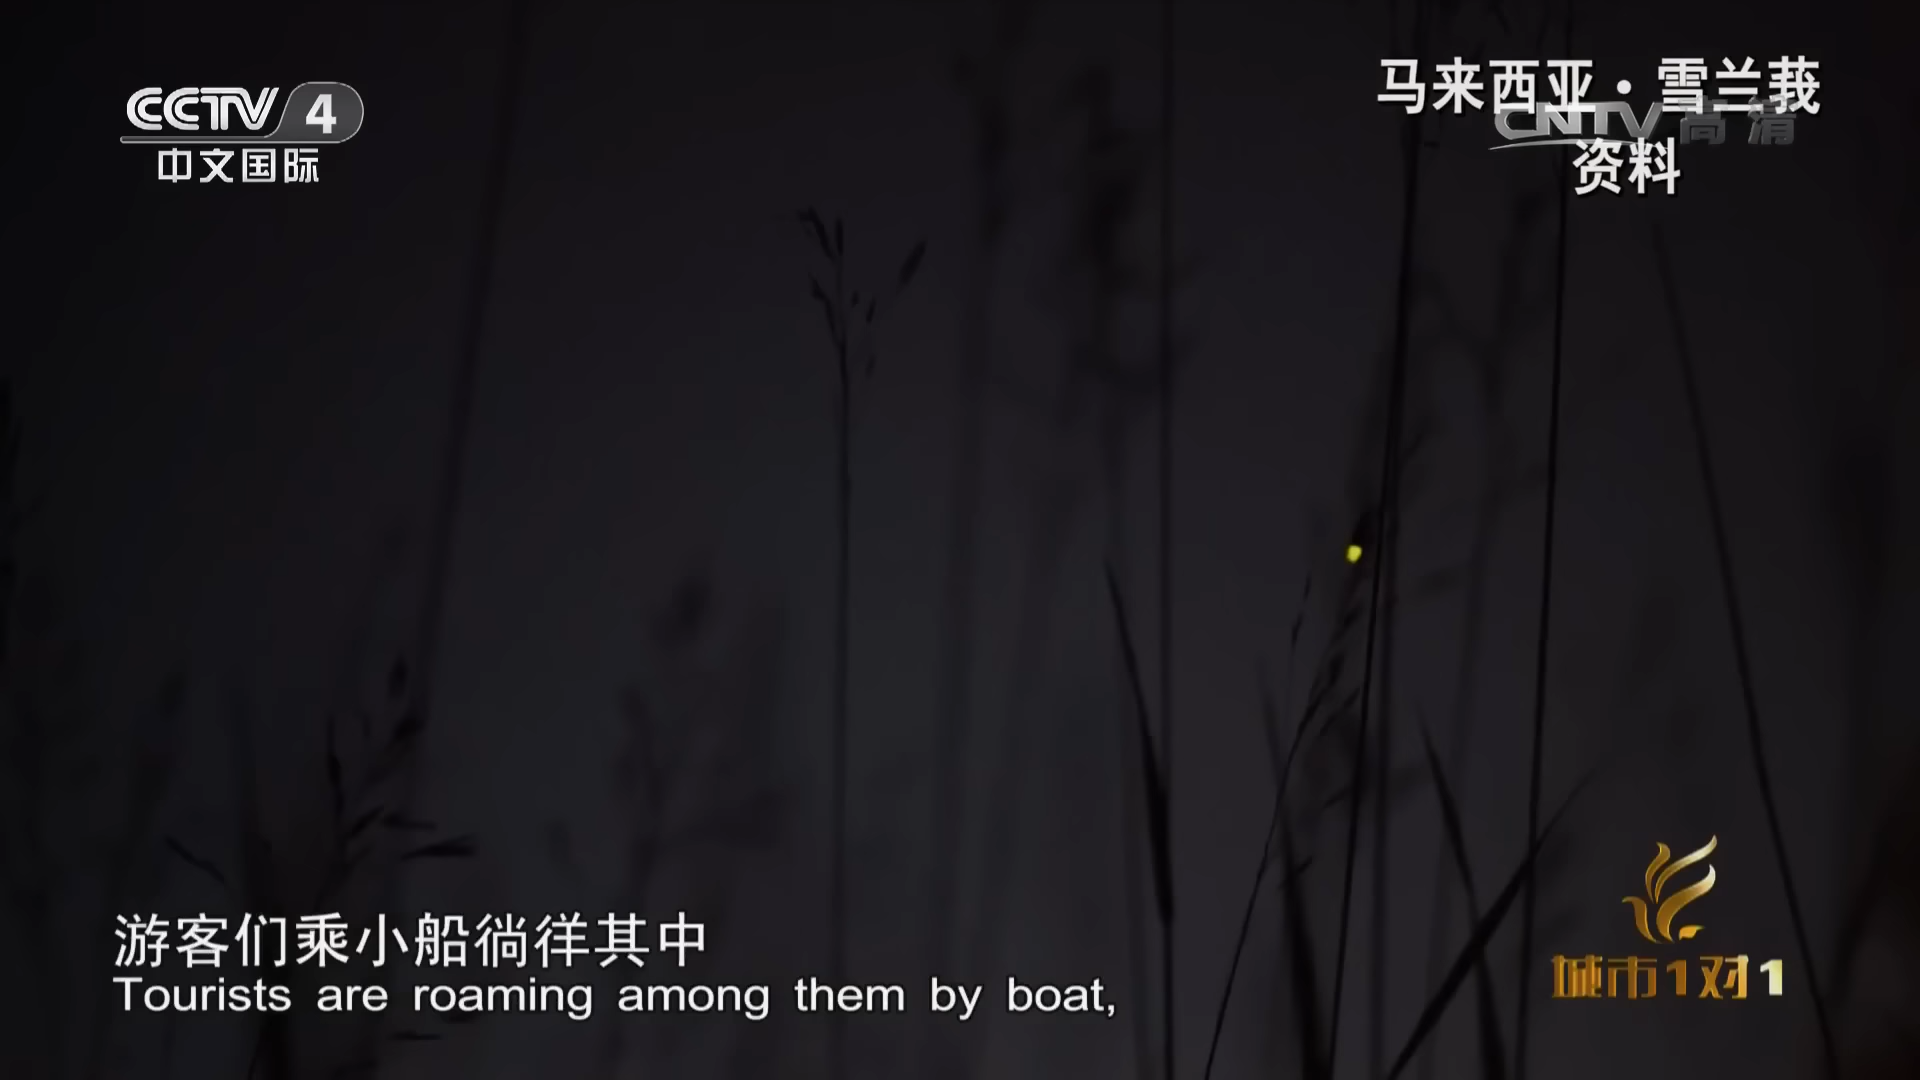 CCTV 4
中文国际
马来西亚·雪兰莪
CNTV 高清
资料
游客们乘小船徜徉其中
Tourists are roaming among them by boat,
城市1对1